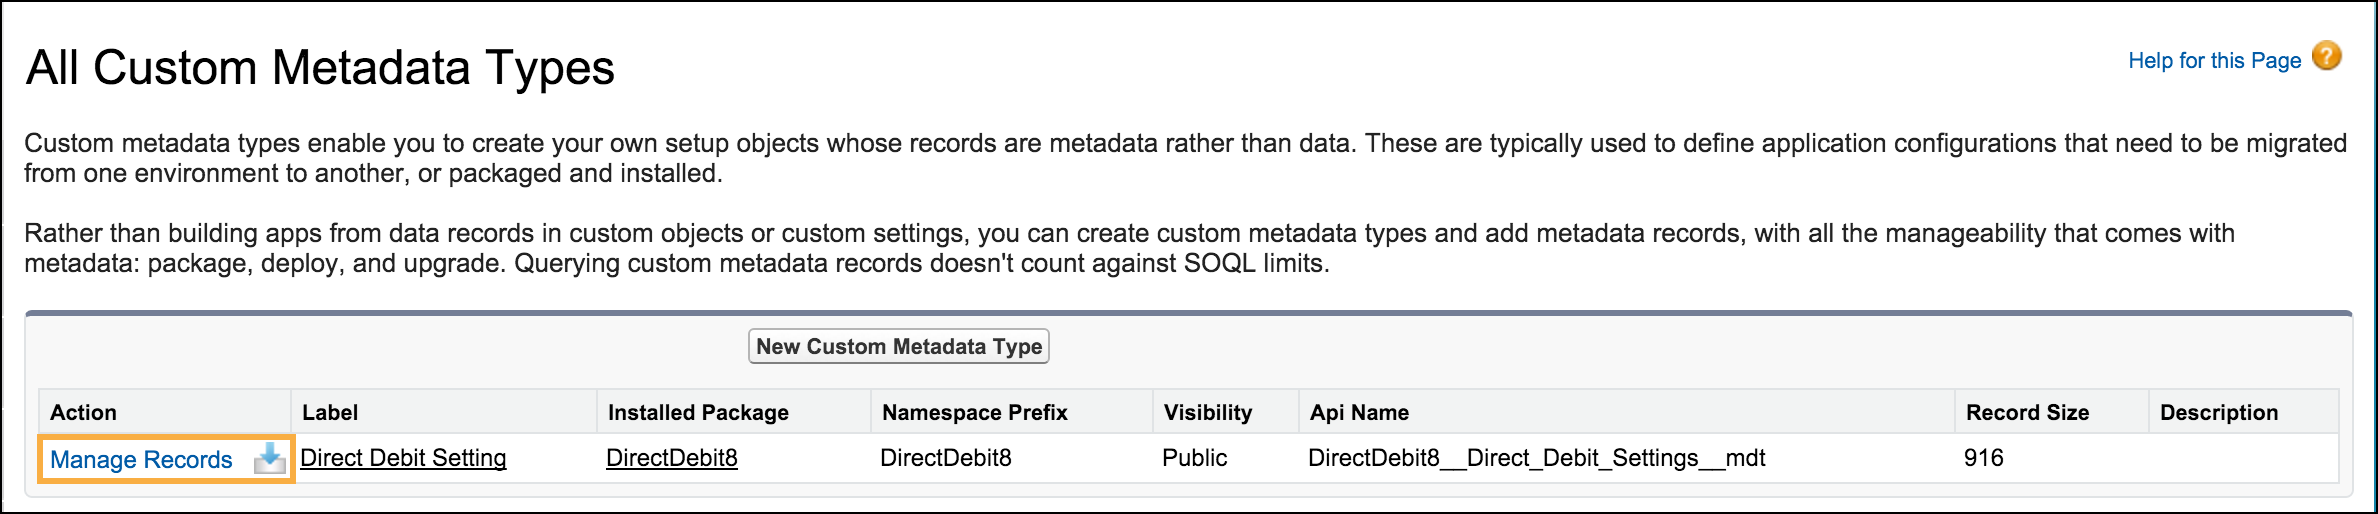 All Custom Metadata Types
Help for this Page ?
Custom metadata types enable you to create your own setup objects whose records are metadata rather than data. These are typically used to define application configurations that need to be migrated
from one environment to another, or packaged and installed.
Rather than building apps from data records in custom objects or custom settings, you can create custom metadata types and add metadata records, with all the manageability that comes with
metadata: package, deploy, and upgrade. Querying custom metadata records doesn't count against SOQL limits.
New Custom Metadata Type
Action Label Installed Package Namespace Prefix Visibility Api Name Record Size Description
Manage Records Direct Debit Setting DirectDebit8 DirectDebit8 Public DirectDebit8__Direct_Debit_Settings__mdt 916